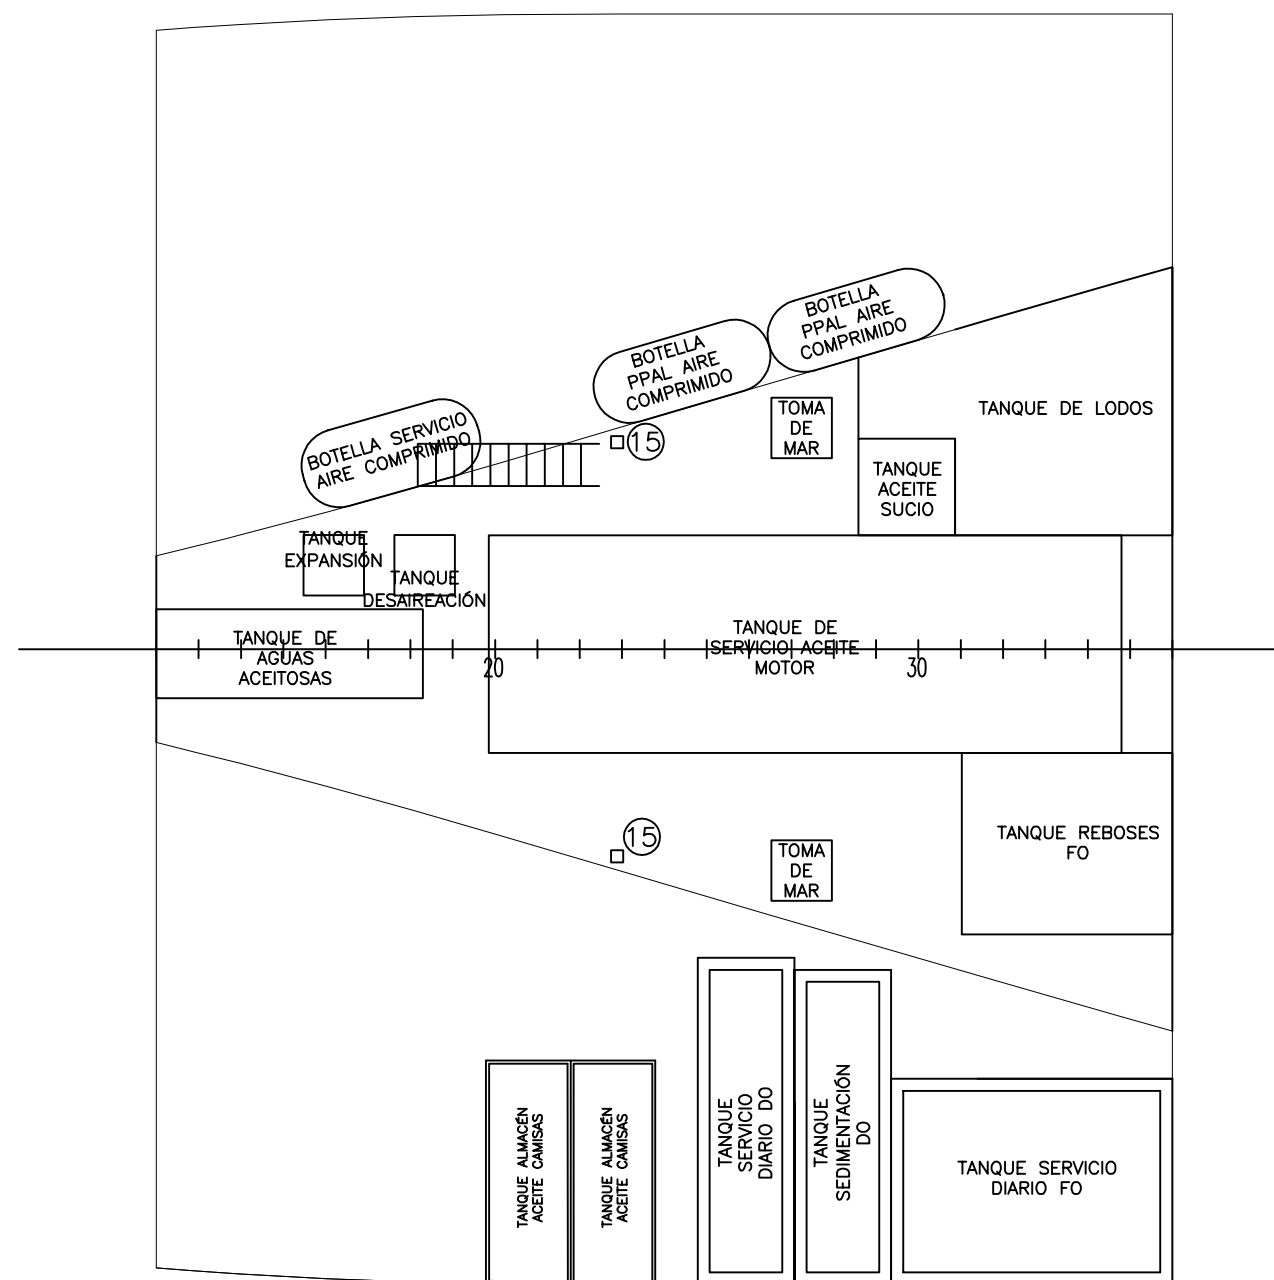 BOTELLA
PPAL AIRE
COMPRIMIDO
BOTELLA
PPAL AIRE
COMPRIMIDO
BOTELLA SERVICIO
AIRE COMPRIMIDO
15
TOMA
DE
MAR
TANQUE DE LODOS
TANQUE
ACEITE
SUCIO
TANQUE
EXPANSIÓN
TANQUE
DESAIREACIÓN
TANQUE DE
AGUAS
ACEITOSAS
20
TANQUE DE
SERVICIO ACEITE
MOTOR
30
15
TOMA
DE
MAR
TANQUE REBOSES
FO
TANQUE ALMACÉN
ACEITE CAMISAS
TANQUE ALMACÉN
ACEITE CAMISAS
TANQUE
SERVICIO
DIARIO DO
TANQUE
SEDIMENTACIÓN
DO
TANQUE SERVICIO
DIARIO FO